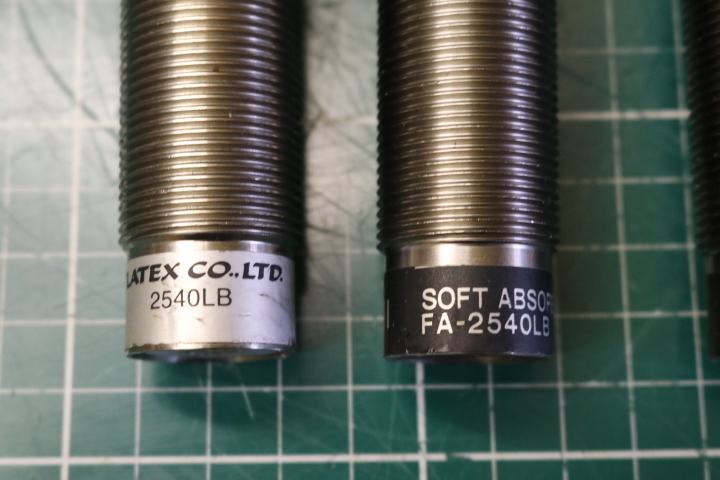 LATEX CO.,LTD.
2540LB
SOFT ABSOR
FA-2540LB